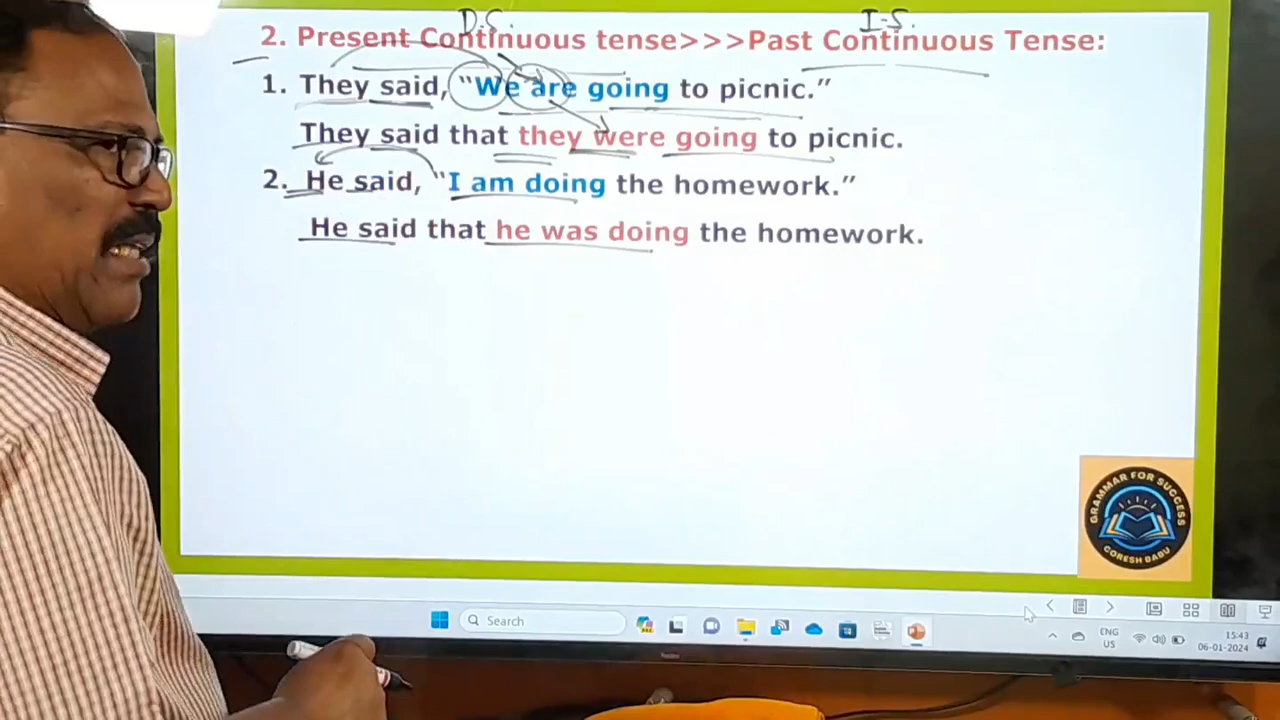 D.S. I-S.
2. Present Continuous tense>>>Past Continuous Tense:
1. They said, "We are going to picnic."
They said that they were going to picnic.
2. He said, "I am doing the homework."
He said that he was doing the homework.
GRAMMAR FOR SUCCESS
CORESH BABU
Search
ENG
US
15:43
06-01-2024